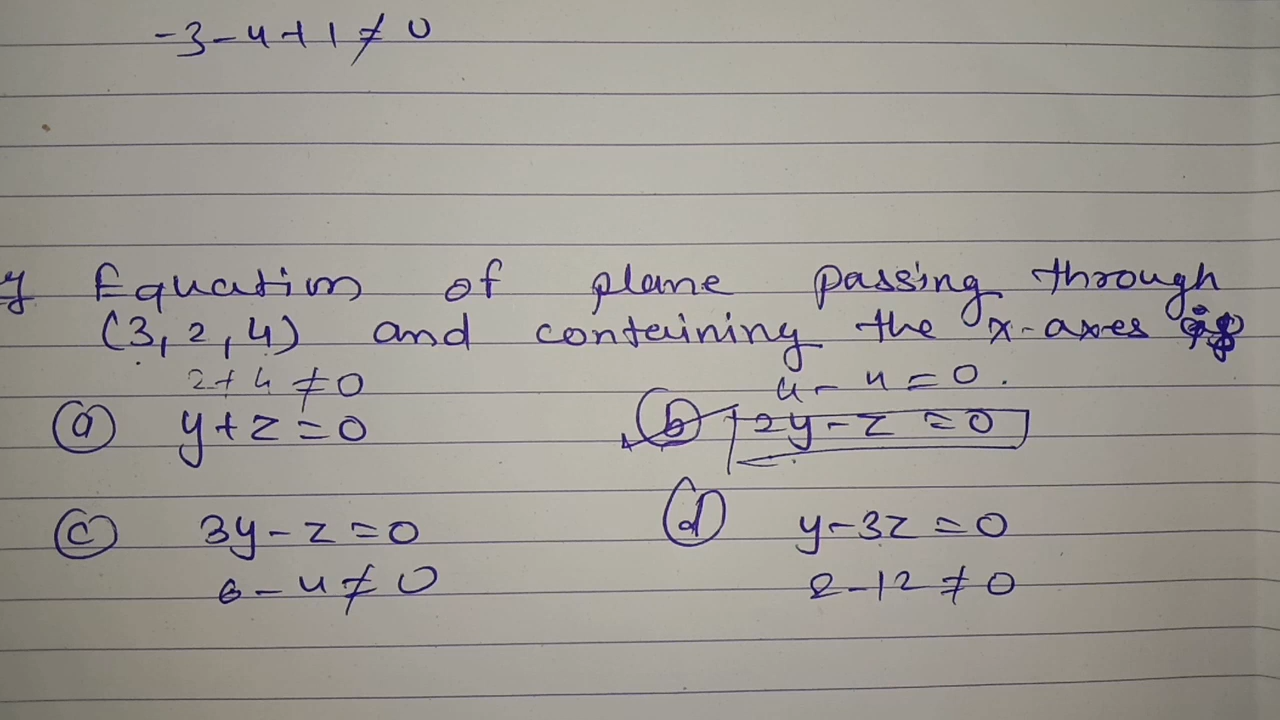 -3-4+1≠0
Equation of plane passing through
(3,2,4) and containing the x-axes
2+4≠0 4-4=0.
(a) y+z=0 (b) 2y-z=0
(c) 3y-z=0 (d) y-3z=0
6-4≠0 2-12≠0